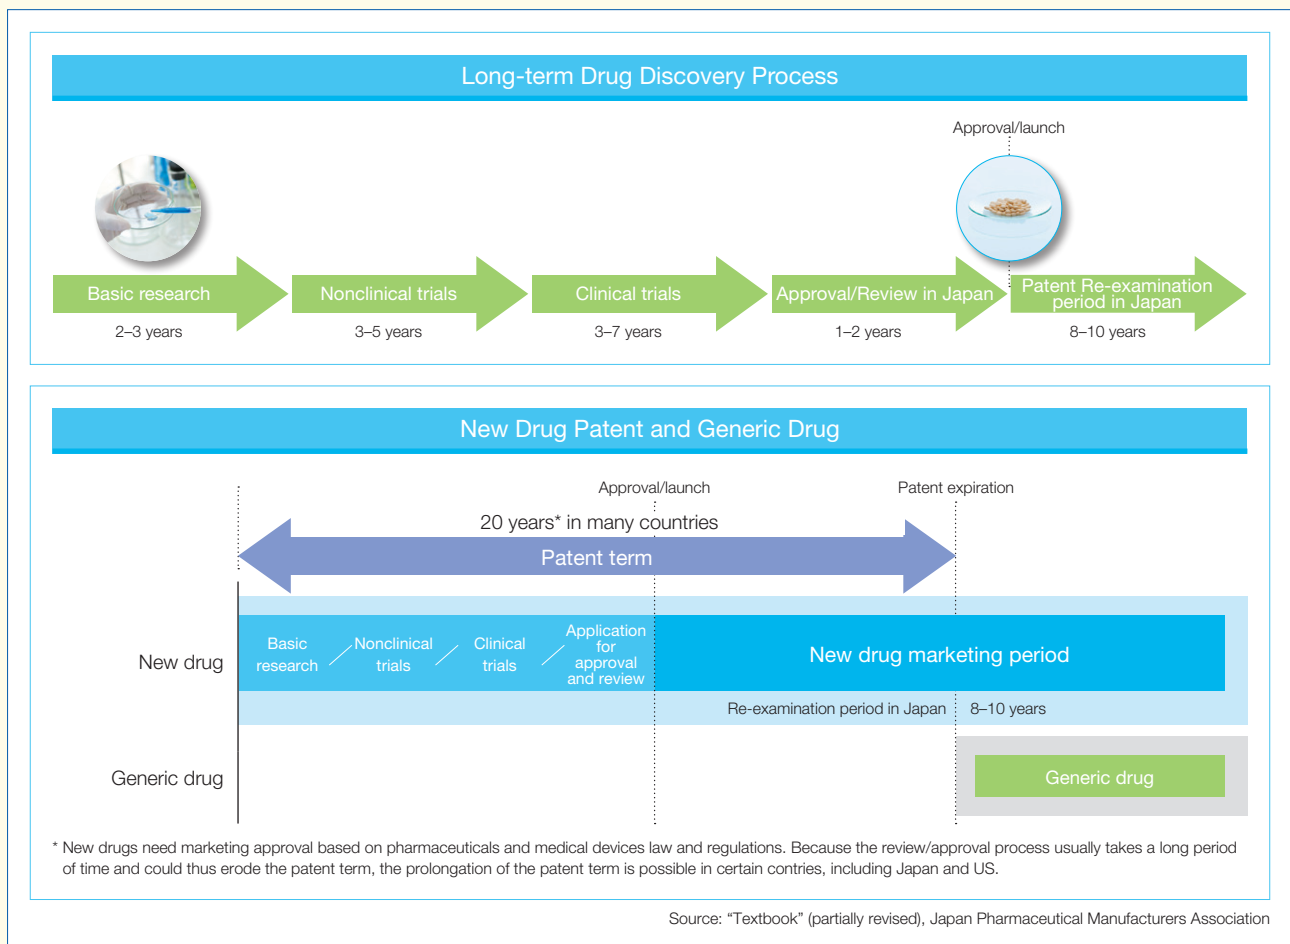 Long-term Drug Discovery Process
Approval/launch
Basic research
Nonclinical trials
Clinical trials
Approval/Review in Japan
Patent Re-examination
period in Japan
2–3 years
3–5 years
3–7 years
1–2 years
8–10 years
New Drug Patent and Generic Drug
Approval/launch
Patent expiration
20 years* in many countries
Patent term
New drug
Basic
research
Nonclinical
trials
Clinical
trials
Application
for
approval
and review
New drug marketing period
Re-examination period in Japan
8–10 years
Generic drug
Generic drug
* New drugs need marketing approval based on pharmaceuticals and medical devices law and regulations. Because the review/approval process usually takes a long period
of time and could thus erode the patent term, the prolongation of the patent term is possible in certain contries, including Japan and US.
Source: “Textbook” (partially revised), Japan Pharmaceutical Manufacturers Association